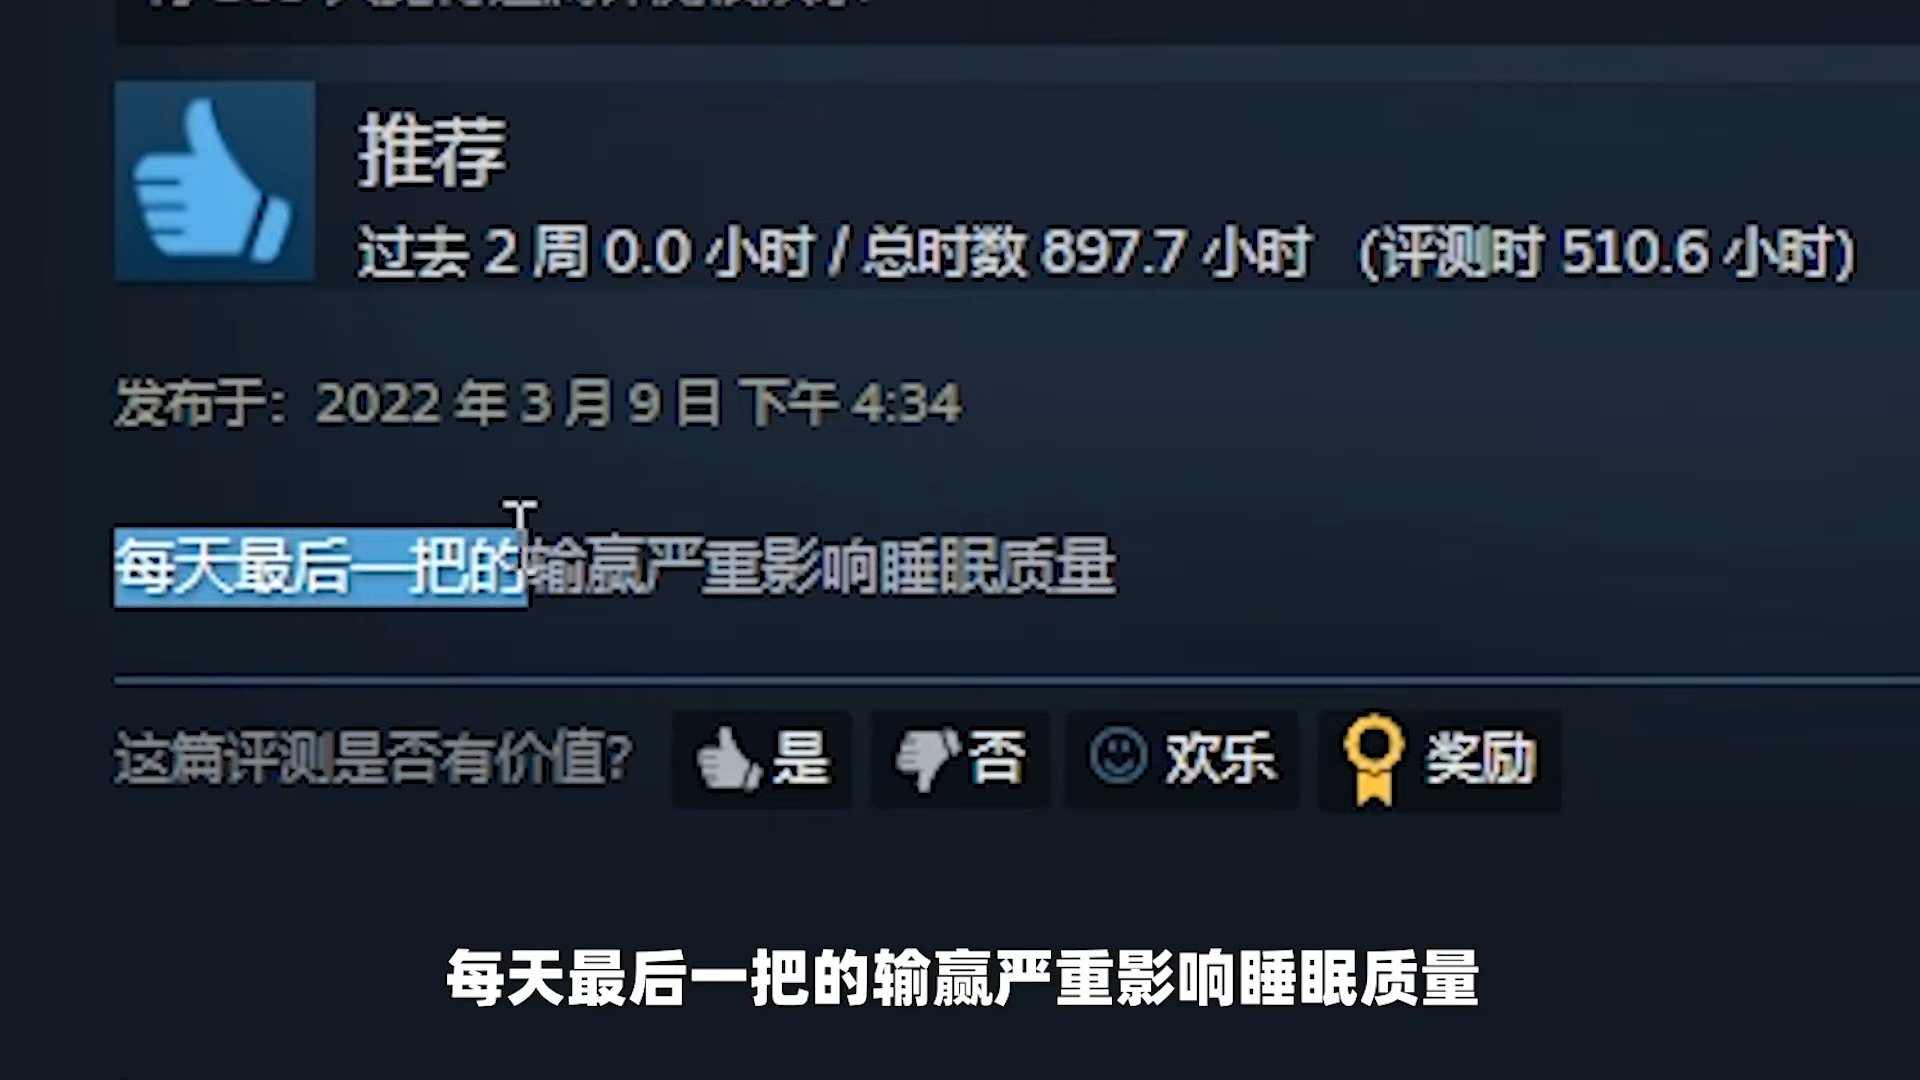 推荐
过去 2 周 0.0 小时 / 总时数 897.7 小时 (评测时 510.6 小时)
发布于：2022 年 3 月 9 日 下午 4:34
每天最后一把的输赢严重影响睡眠质量
这篇评测是否有价值? 是 否 欢乐 奖励
每天最后一把的输赢严重影响睡眠质量